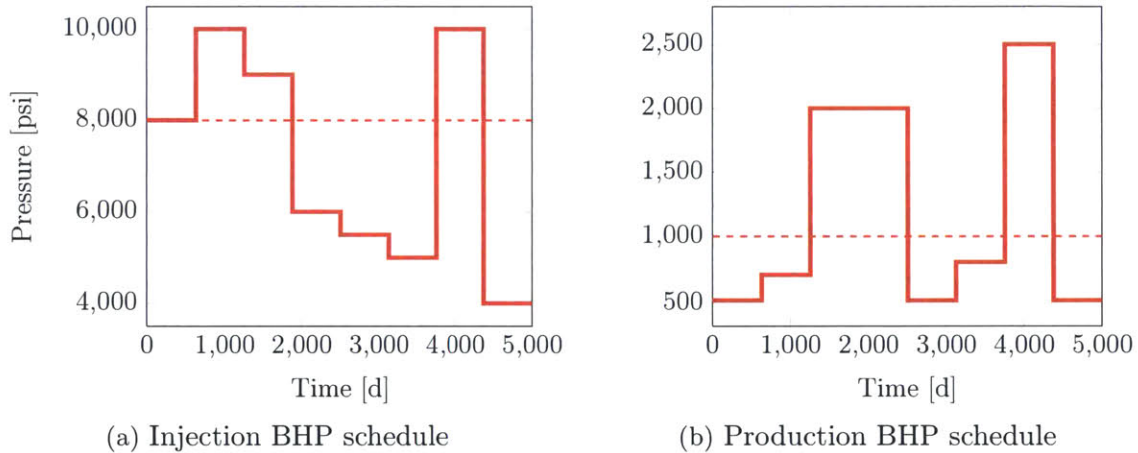 10,000
8,000
6,000
4,000
Pressure [psi]
0 1,000 2,000 3,000 4,000 5,000
Time [d]
(a) Injection BHP schedule
2,500
2,000
1,500
1,000
500
0 1,000 2,000 3,000 4,000 5,000
Time [d]
(b) Production BHP schedule